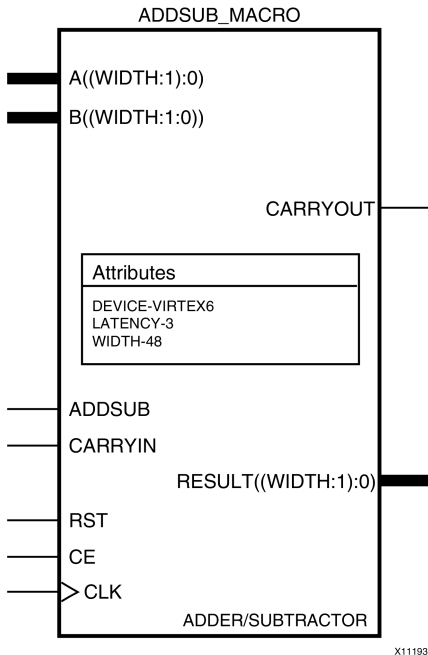 ADDSUB_MACRO
A((WIDTH:1):0)
B((WIDTH:1:0))
CARRYOUT
Attributes
DEVICE-VIRTEX6
LATENCY-3
WIDTH-48
ADDSUB
CARRYIN
RESULT((WIDTH:1):0)
RST
CE
CLK
ADDER/SUBTRACTOR
X11193